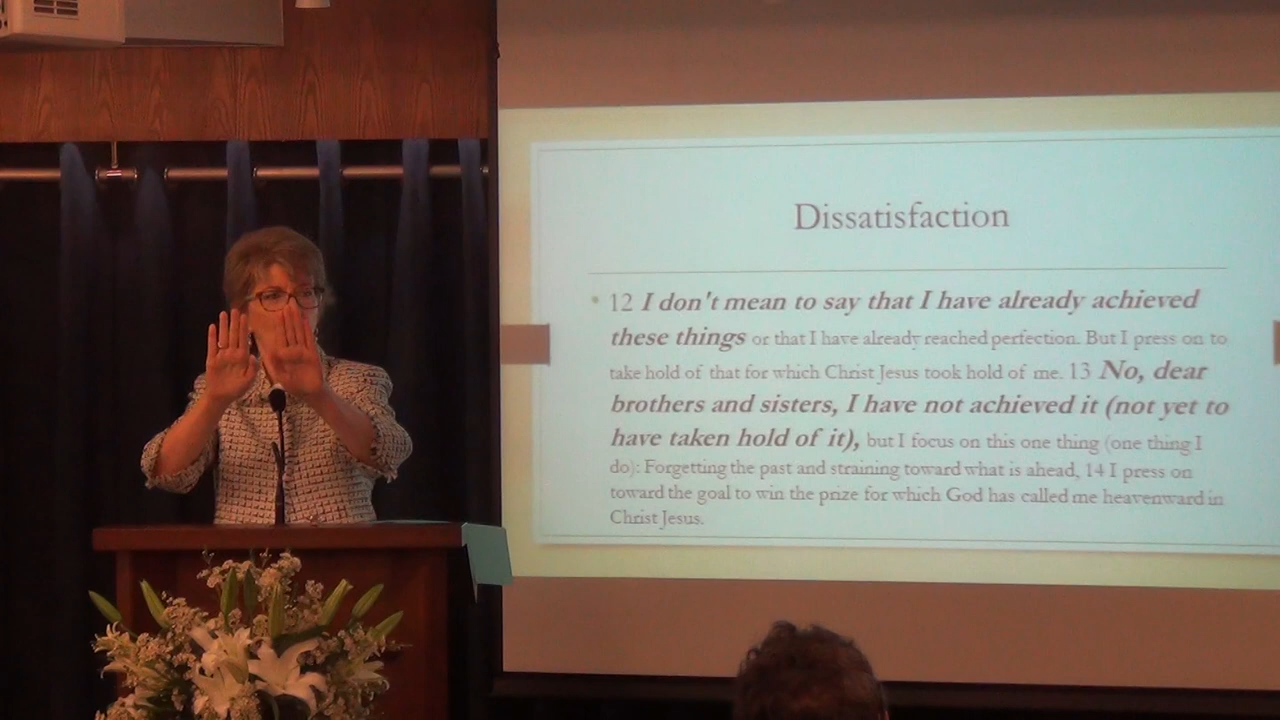 Dissatisfaction
• 12 I don't mean to say that I have already achieved
these things or that I have already reached perfection. But I press on to
take hold of that for which Christ Jesus took hold of me. 13 No, dear
brothers and sisters, I have not achieved it (not yet to
have taken hold of it), but I focus on this one thing (one thing I
do): Forgetting the past and straining toward what is ahead, 14 I press on
toward the goal to win the prize for which God has called me heavenward in
Christ Jesus.